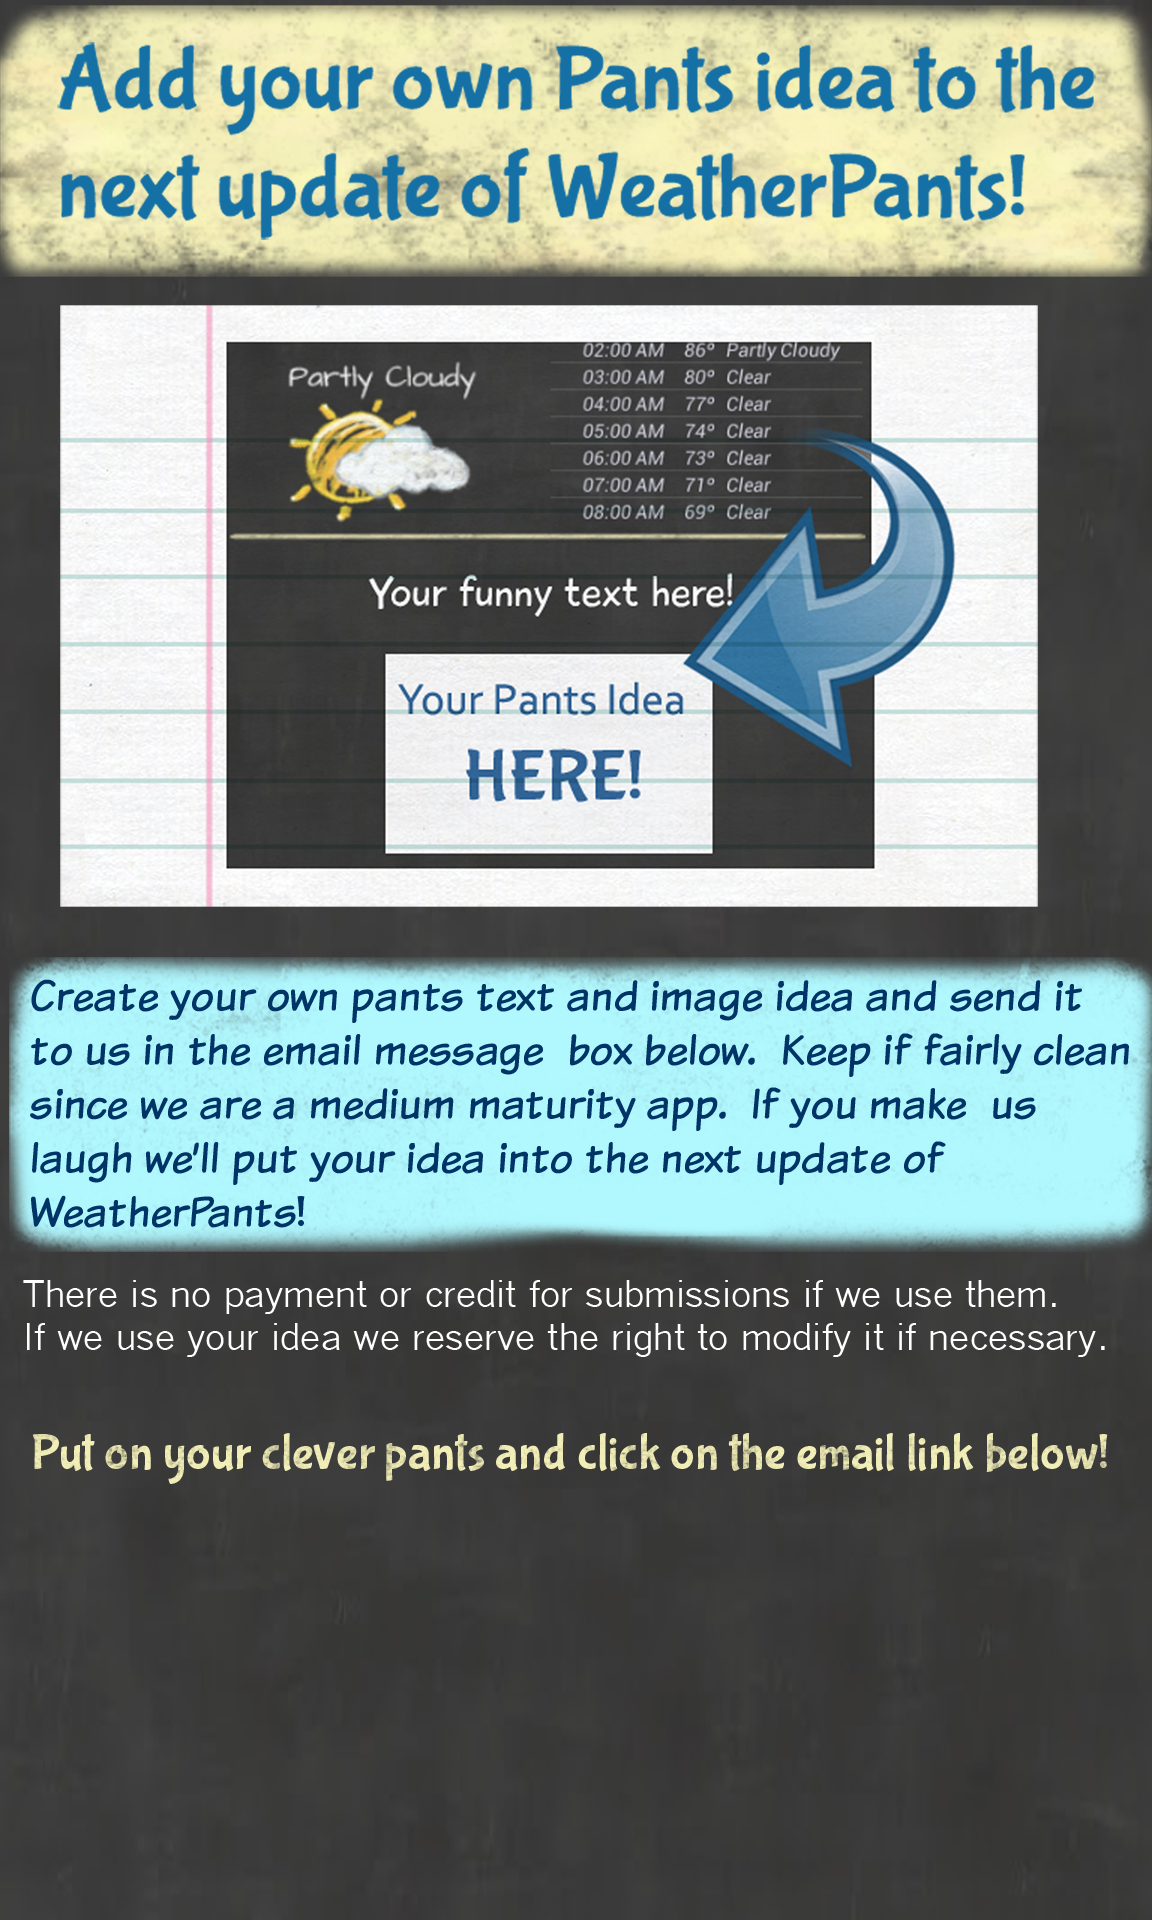 Add your own Pants idea to the
next update of WeatherPants!
Partly Cloudy
02:00 AM 86° Partly Cloudy
03:00 AM 80° Clear
04:00 AM 77° Clear
05:00 AM 74° Clear
06:00 AM 73° Clear
07:00 AM 71° Clear
08:00 AM 69° Clear
Your funny text here!
Your Pants Idea
HERE!
Create your own pants text and image idea and send it
to us in the email message box below. Keep if fairly clean
since we are a medium maturity app. If you make us
laugh we'll put your idea into the next update of
WeatherPants!
There is no payment or credit for submissions if we use them.
If we use your idea we reserve the right to modify it if necessary.
Put on your clever pants and click on the email link below!